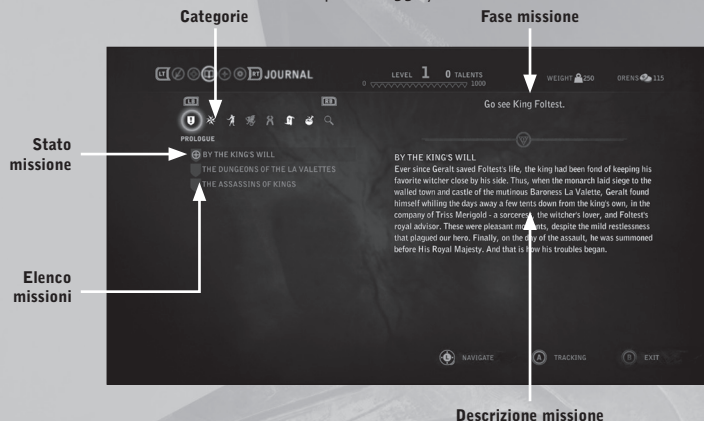 Categorie
Fase missione
LT
RT JOURNAL
LEVEL 1 0 TALENTS
0 1000
WEIGHT 250
ORENS 115
LB
RB
Go see King Foltest.
PROLOGUE
Stato
missione
BY THE KING'S WILL
THE DUNGEONS OF THE LA VALETTES
THE ASSASSINS OF KINGS
BY THE KING'S WILL
Ever since Geralt saved Foltest's life, the king had been fond of keeping his
favorite witcher close by his side. Thus, when the monarch laid siege to the
walled town and castle of the mutinous Baroness La Valette, Geralt found
himself whiling the days away a few tents down from the king's own, in the
company of Triss Merigold - a sorceress, the witcher's lover, and Foltest's
royal advisor. These were pleasant moments, despite the mild restlessness
that plagued our hero. Finally, on the day of the assault, he was summoned
before His Royal Majesty. And that is how his troubles began.
Elenco
missioni
L NAVIGATE
A TRACKING
B EXIT
Descrizione missione